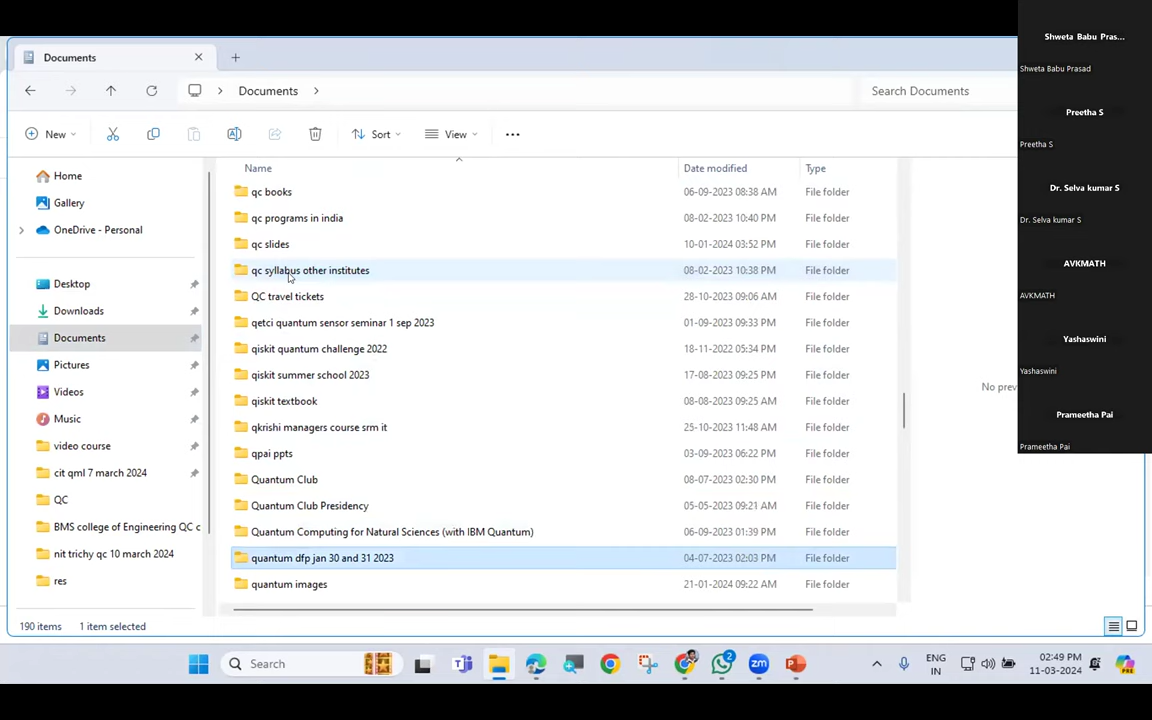 Documents
Documents
Search Documents
New
Sort
View
Home
Gallery
OneDrive - Personal
Desktop
Downloads
Documents
Pictures
Videos
Music
video course
cit qml 7 march 2024
QC
BMS college of Engineering QC c
nit trichy qc 10 march 2024
res
Name Date modified Type
qc books 06-09-2023 08:38 AM File folder
qc programs in india 08-02-2023 10:40 PM File folder
qc slides 10-01-2024 03:52 PM File folder
qc syllabus other institutes 08-02-2023 10:38 PM File folder
QC travel tickets 28-10-2023 09:06 AM File folder
qetci quantum sensor seminar 1 sep 2023 01-09-2023 09:33 PM File folder
qiskit quantum challenge 2022 18-11-2022 05:34 PM File folder
qiskit summer school 2023 17-08-2023 09:25 PM File folder
qiskit textbook 08-08-2023 09:25 AM File folder
qkrishi managers course srm it 25-10-2023 11:48 AM File folder
qpai ppts 03-09-2023 06:22 PM File folder
Quantum Club 08-07-2023 02:30 PM File folder
Quantum Club Presidency 05-05-2023 09:21 AM File folder
Quantum Computing for Natural Sciences (with IBM Quantum) 06-09-2023 01:39 PM File folder
quantum dfp jan 30 and 31 2023 04-07-2023 02:03 PM File folder
quantum images 21-01-2024 09:22 AM File folder
No prev
190 items 1 item selected
Shweta Babu Pras...
Shweta Babu Prasad
Preetha S
Preetha S
Dr. Selva kumar S
Dr. Selva kumar S
AVKMATH
AVKMATH
Yashaswini
Yashaswini
Prameetha Pai
Prameetha Pai
Search
2
zm
ENG
IN
02:49 PM
11-03-2024
PRE